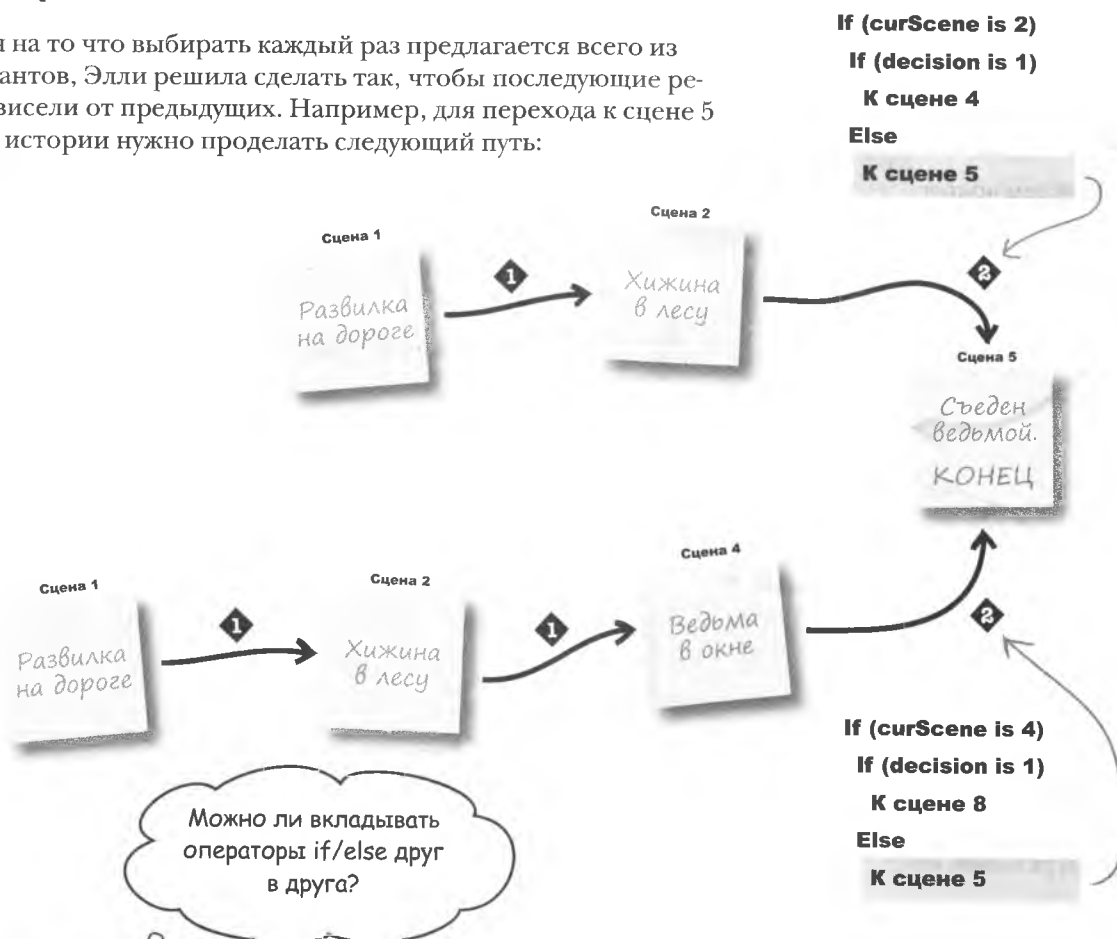 я на то что выбирать каждый раз предлагается всего из
антов, Элли решила сделать так, чтобы последующие ре-
висели от предыдущих. Например, для перехода к сцене 5
истории нужно проделать следующий путь:
If (curScene is 2)
If (decision is 1)
К сцене 4
Else
К сцене 5
Сцена 1
Развилка
на дороге
1
Сцена 2
Хижина
в лесу
2
Сцена 5
Съеден
ведьмой.
КОНЕЦ
Сцена 1
Развилка
на дороге
1
Сцена 2
Хижина
в лесу
1
Сцена 4
Ведьма
в окне
2
If (curScene is 4)
If (decision is 1)
К сцене 8
Else
К сцене 5
Можно ли вкладывать
операторы if/else друг
в друга?